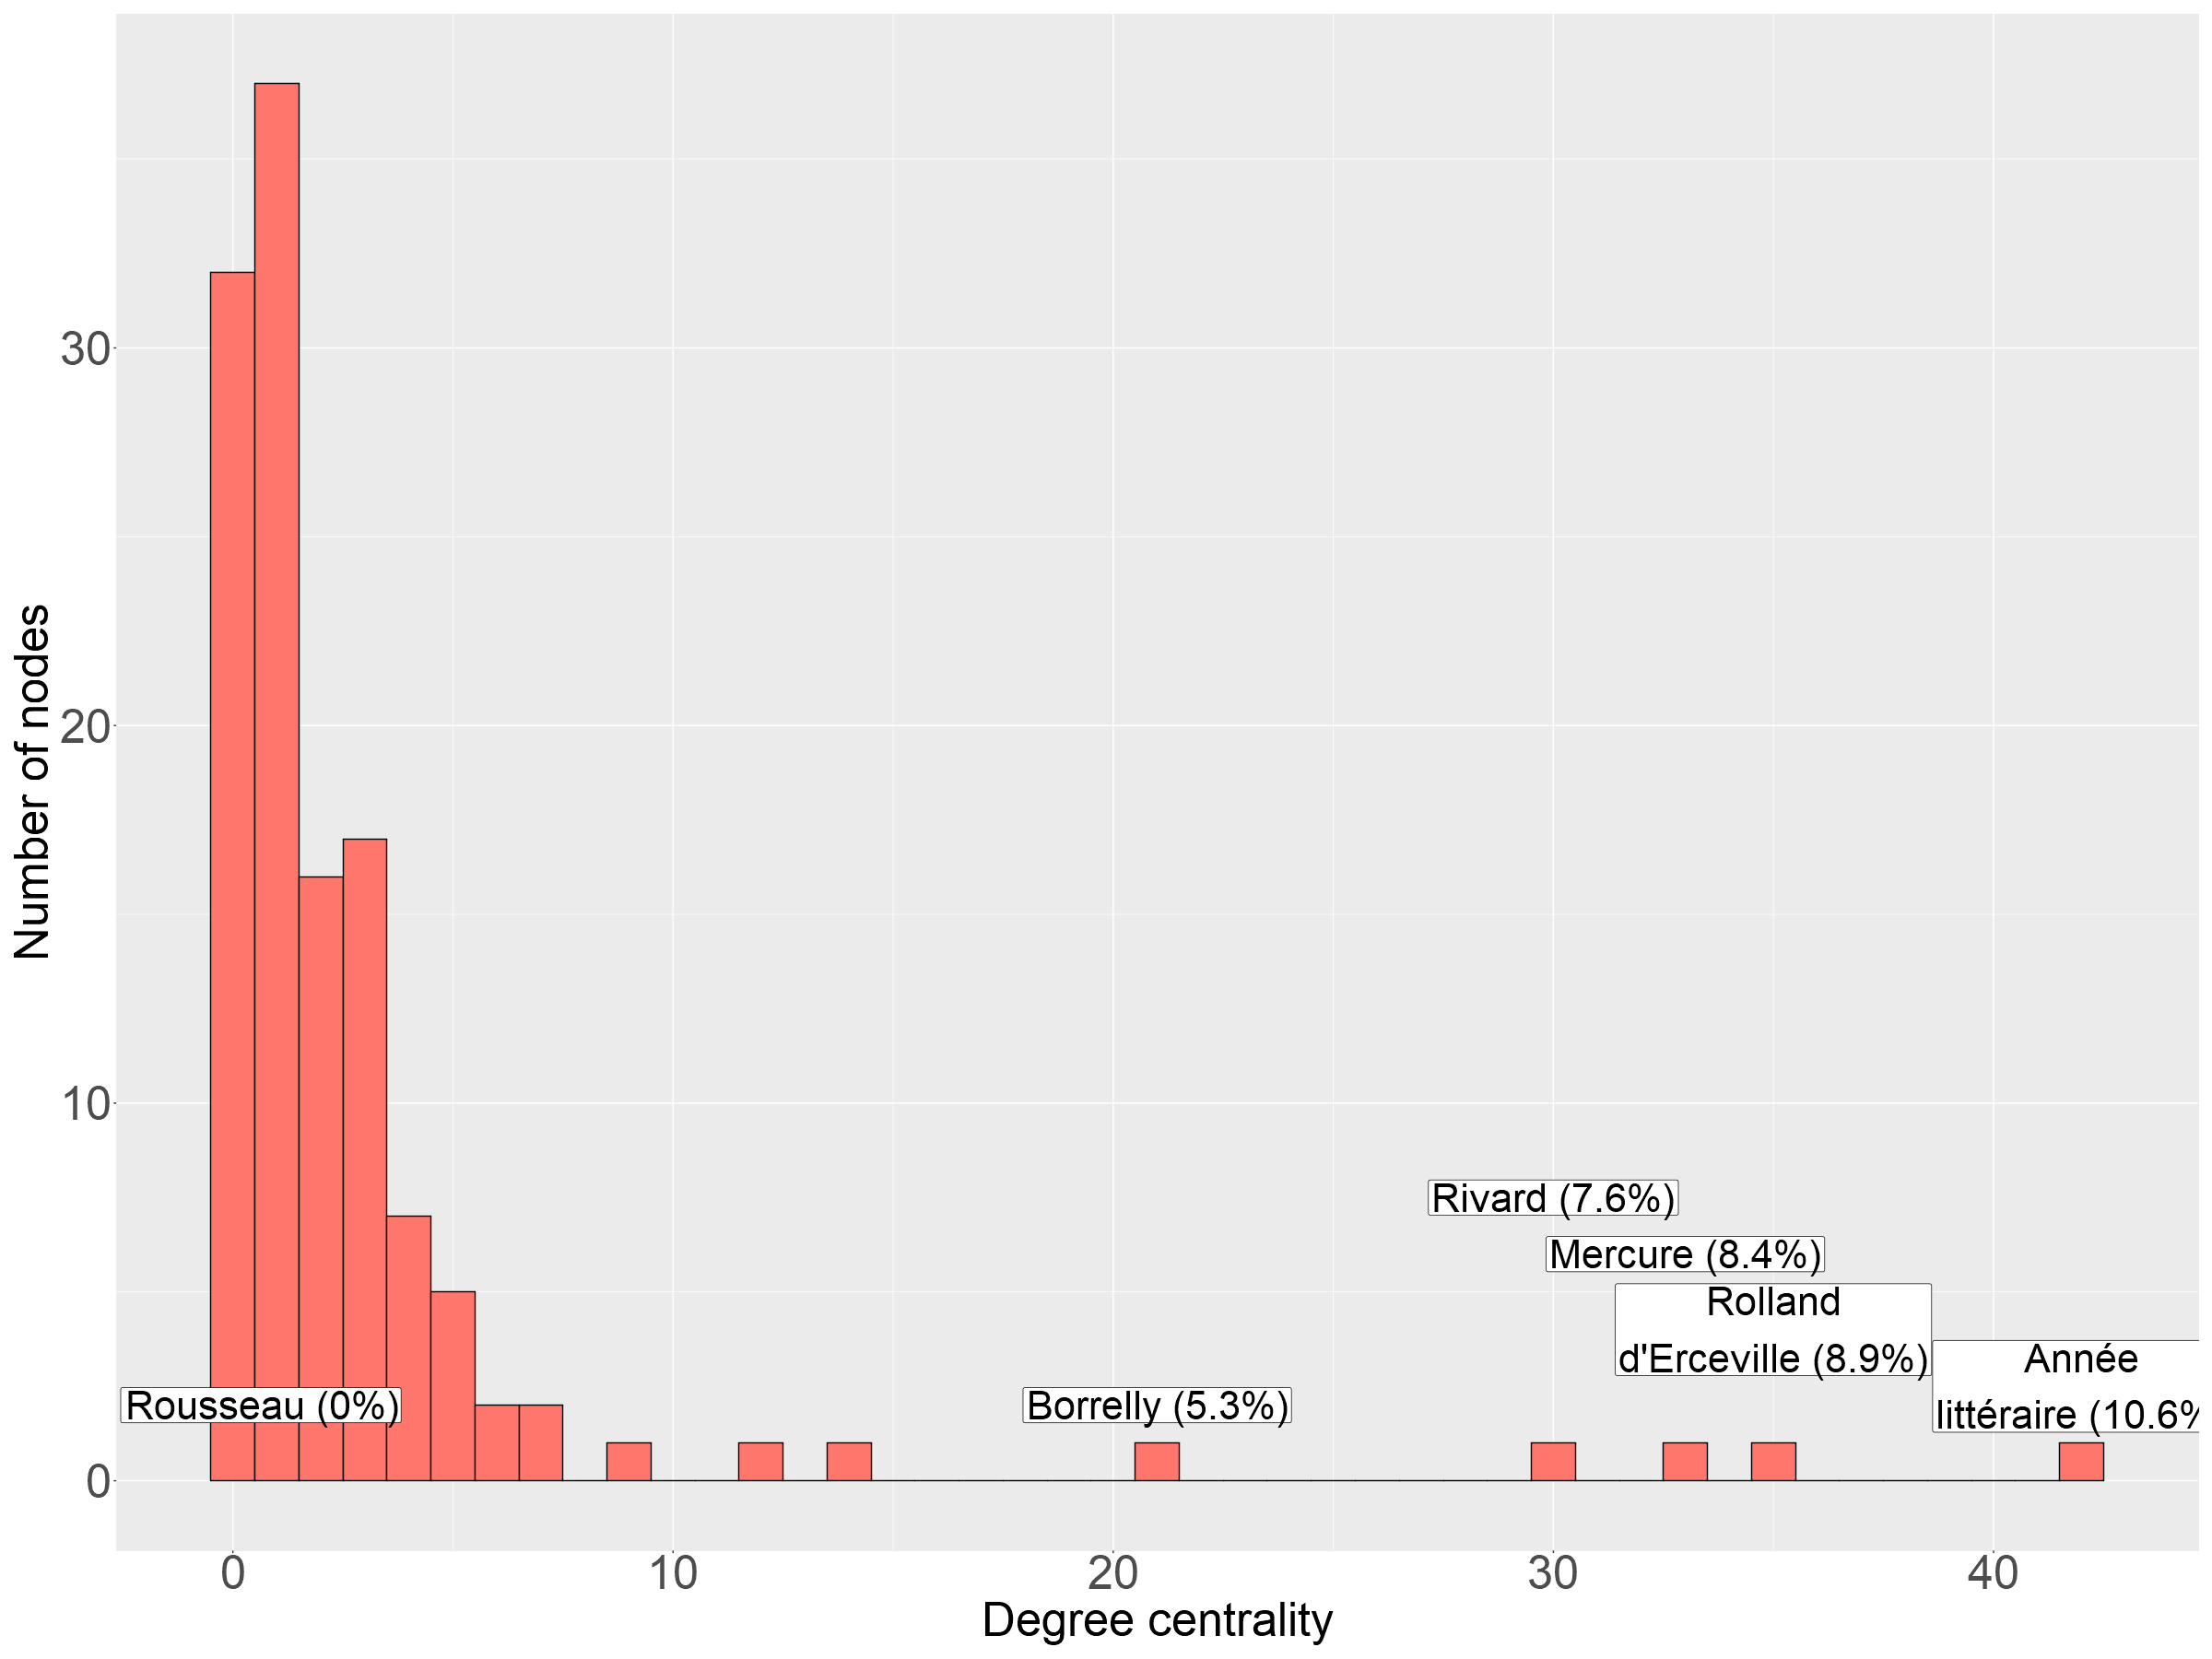 30
20
10
0
Number of nodes
Rivard (7.6%)
Mercure (8.4%)
Rolland
d'Erceville (8.9%)
Année
littéraire (10.6%
Rousseau (0%)
Borrelly (5.3%)
0
10
20
30
40
Degree centrality